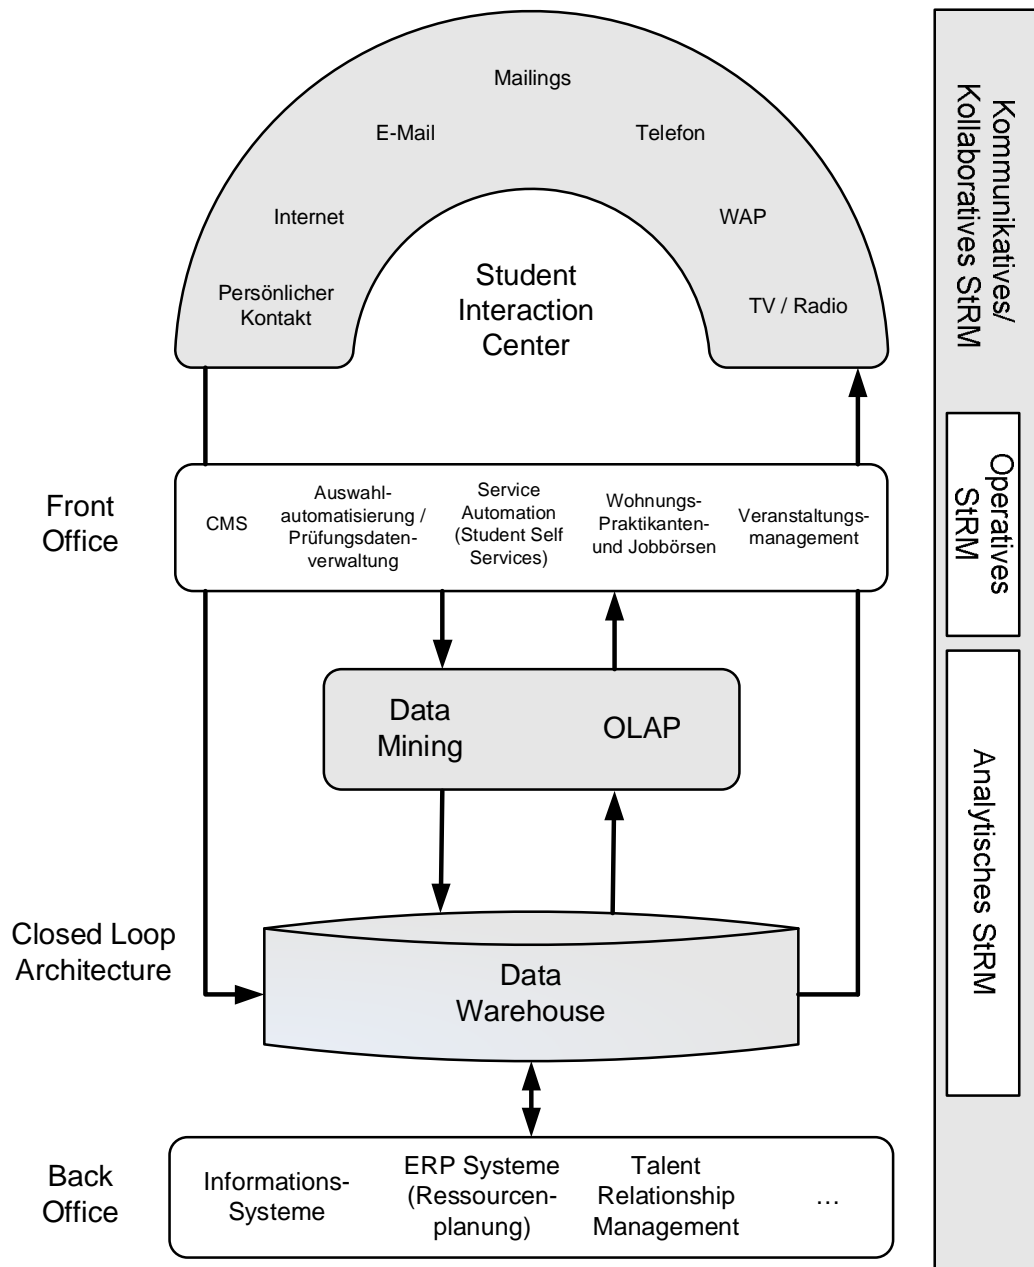 Mailings
E-Mail
Telefon
Internet
WAP
Persönlicher
Kontakt
TV / Radio
Student
Interaction
Center
Kommunikatives/
Kollaboratives StRM
Front
Office
CMS
Auswahl-
automatisierung /
Prüfungsdaten-
verwaltung
Service
Automation
(Student Self
Services)
Wohnungs-
Praktikanten-
und Jobbörsen
Veranstaltungs-
management
Operatives
StRM
Data
Mining
OLAP
Analytisches StRM
Closed Loop
Architecture
Data
Warehouse
Back
Office
Informations-
Systeme
ERP Systeme
(Ressourcen-
planung)
Talent
Relationship
Management
…